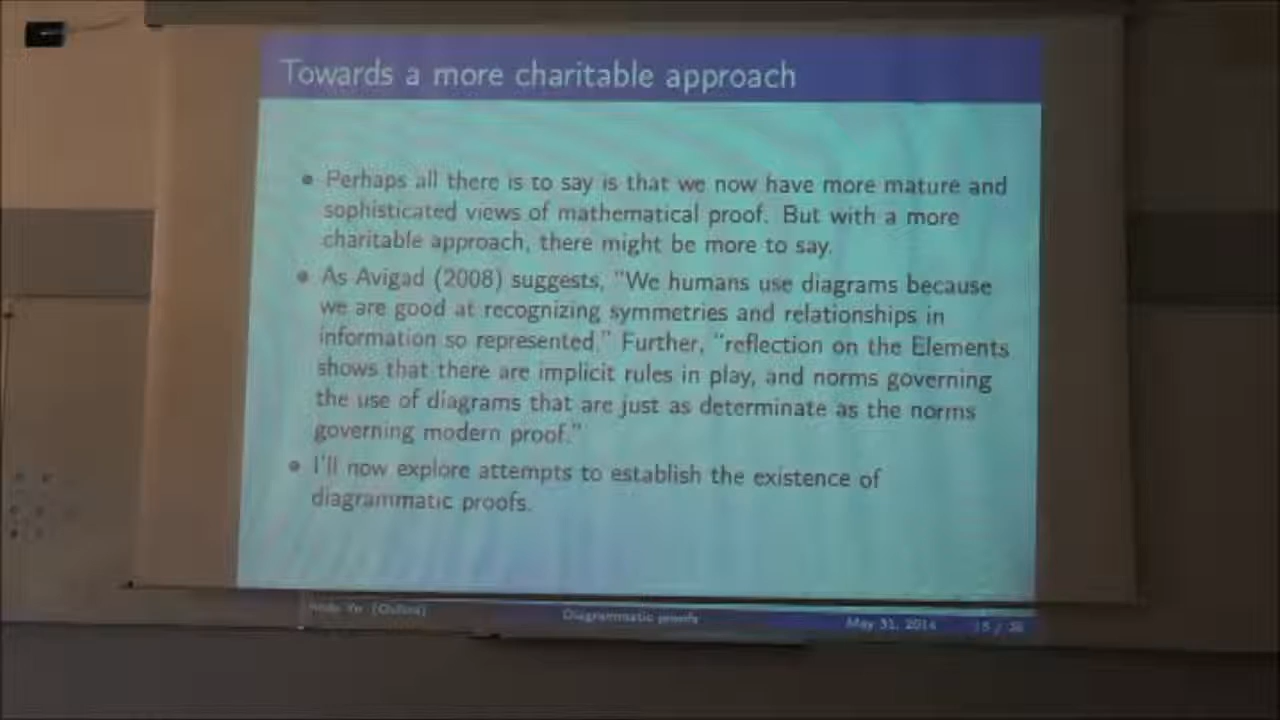 Towards a more charitable approach
• Perhaps all there is to say is that we now have more mature and
sophisticated views of mathematical proof. But with a more
charitable approach, there might be more to say.
• As Avigad (2008) suggests, "We humans use diagrams because
we are good at recognizing symmetries and relationships in
information so represented." Further, "reflection on the Elements
shows that there are implicit rules in play, and norms governing
the use of diagrams that are just as determinate as the norms
governing modern proof."
• I'll now explore attempts to establish the existence of
diagrammatic proofs.
(Oxford)
Diagrammatic proofs
May 31, 2014